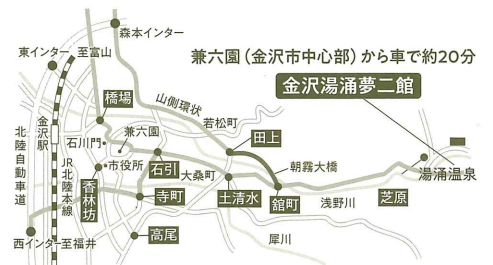 森本インター
東インター
至富山
兼六園（金沢市中心部）から車で約20分
金沢湯涌夢二館
橋場
山側環状
若松町
金沢駅
北陸自動車道
JR北陸本線
石川門
兼六園
市役所
石引
田上
朝霧大橋
湯涌温泉
香林坊
大桑町
土清水
舘町
浅野川
芝原
寺町
高尾
犀川
西インター
至福井